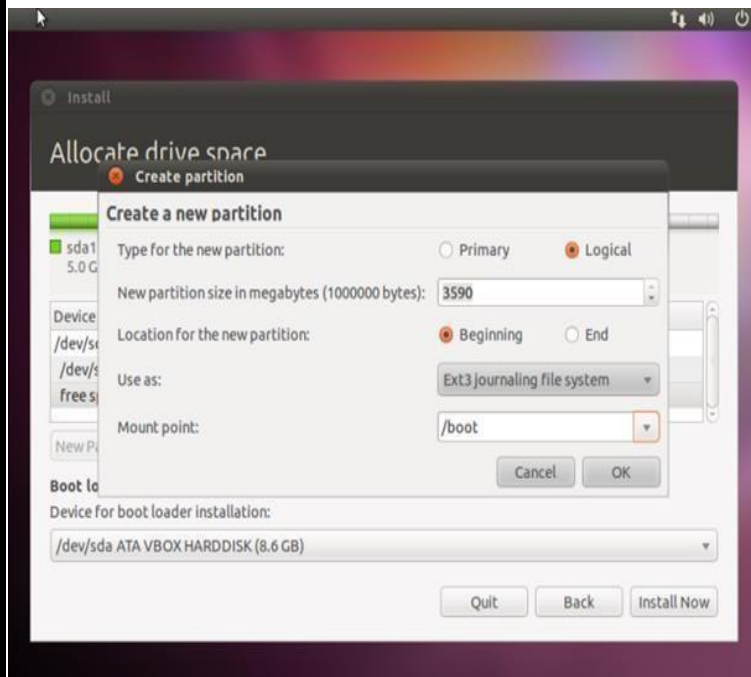 Install
Allocate drive space
Create partition
Create a new partition
sda1
5.0 G
Type for the new partition: Primary Logical
New partition size in megabytes (1000000 bytes): 3590
Device
Location for the new partition: Beginning End
/dev/s
/dev/s
Use as: Ext3 journaling file system
free s
Mount point: /boot
New P
Cancel OK
Boot lo
Device for boot loader installation:
/dev/sda ATA VBOX HARDDISK (8.6 GB)
Quit Back Install Now